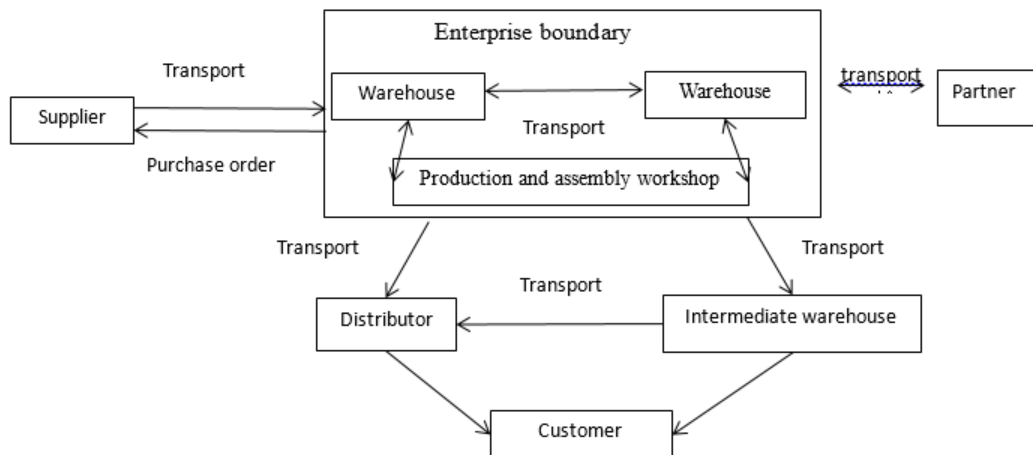 Enterprise boundary
Transport
transport
Warehouse
Warehouse
Partner
Supplier
Transport
Purchase order
Production and assembly workshop
Transport
Transport
Transport
Distributor
Intermediate warehouse
Customer